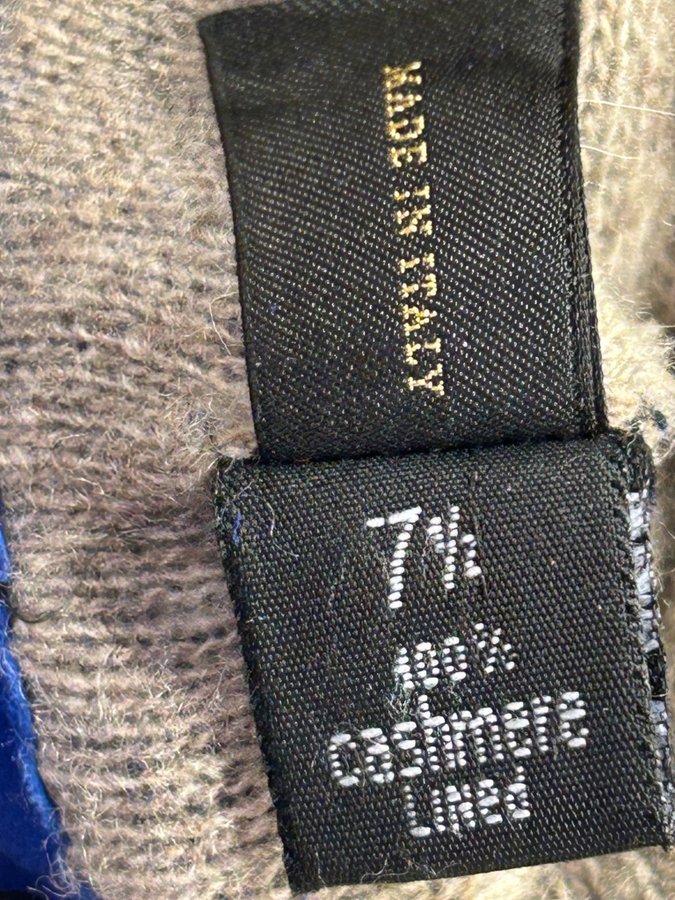 MADE IN ITALY
7½
100%
cashmere
Lined